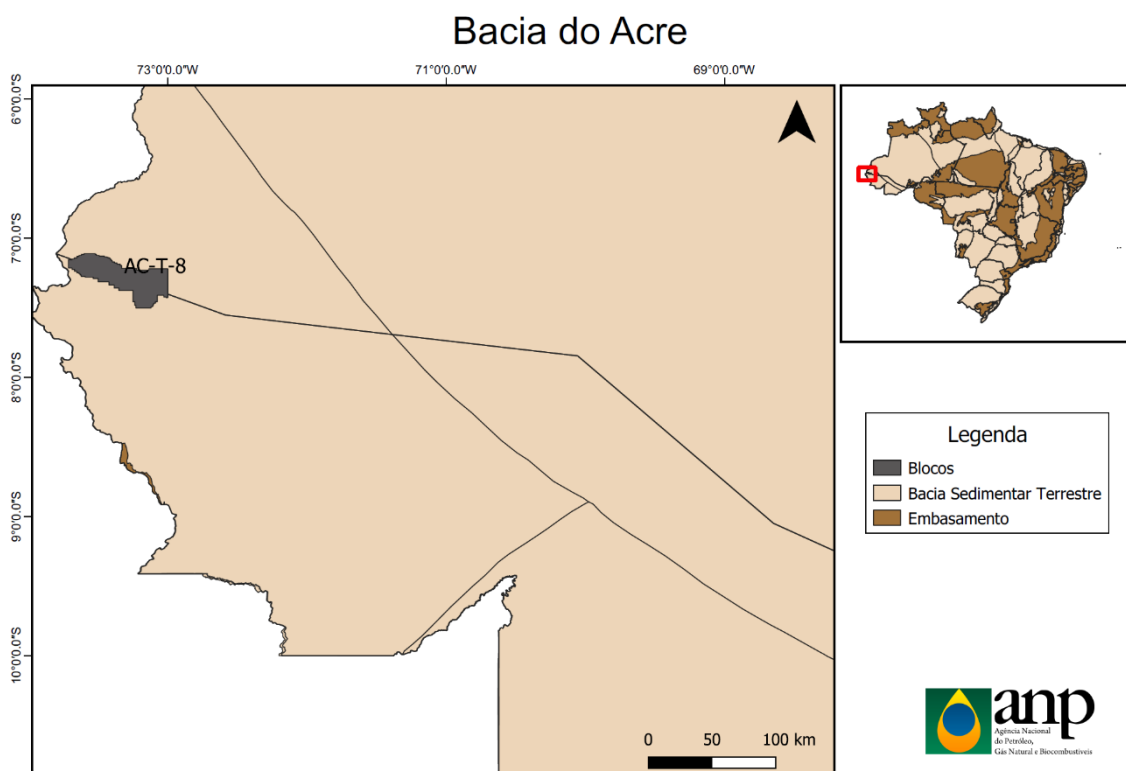 Bacia do Acre
73°0'0.0"W
71°0'0.0"W
69°0'0.0"W
6°0'0.0"S
7°0'0.0"S
8°0'0.0"S
9°0'0.0"S
10°0'0.0"S
AC-T-8
0 50 100 km
Legenda
Blocos
Bacia Sedimentar Terrestre
Embasamento
anp
Agência Nacional
do Petróleo,
Gás Natural e Biocombustíveis